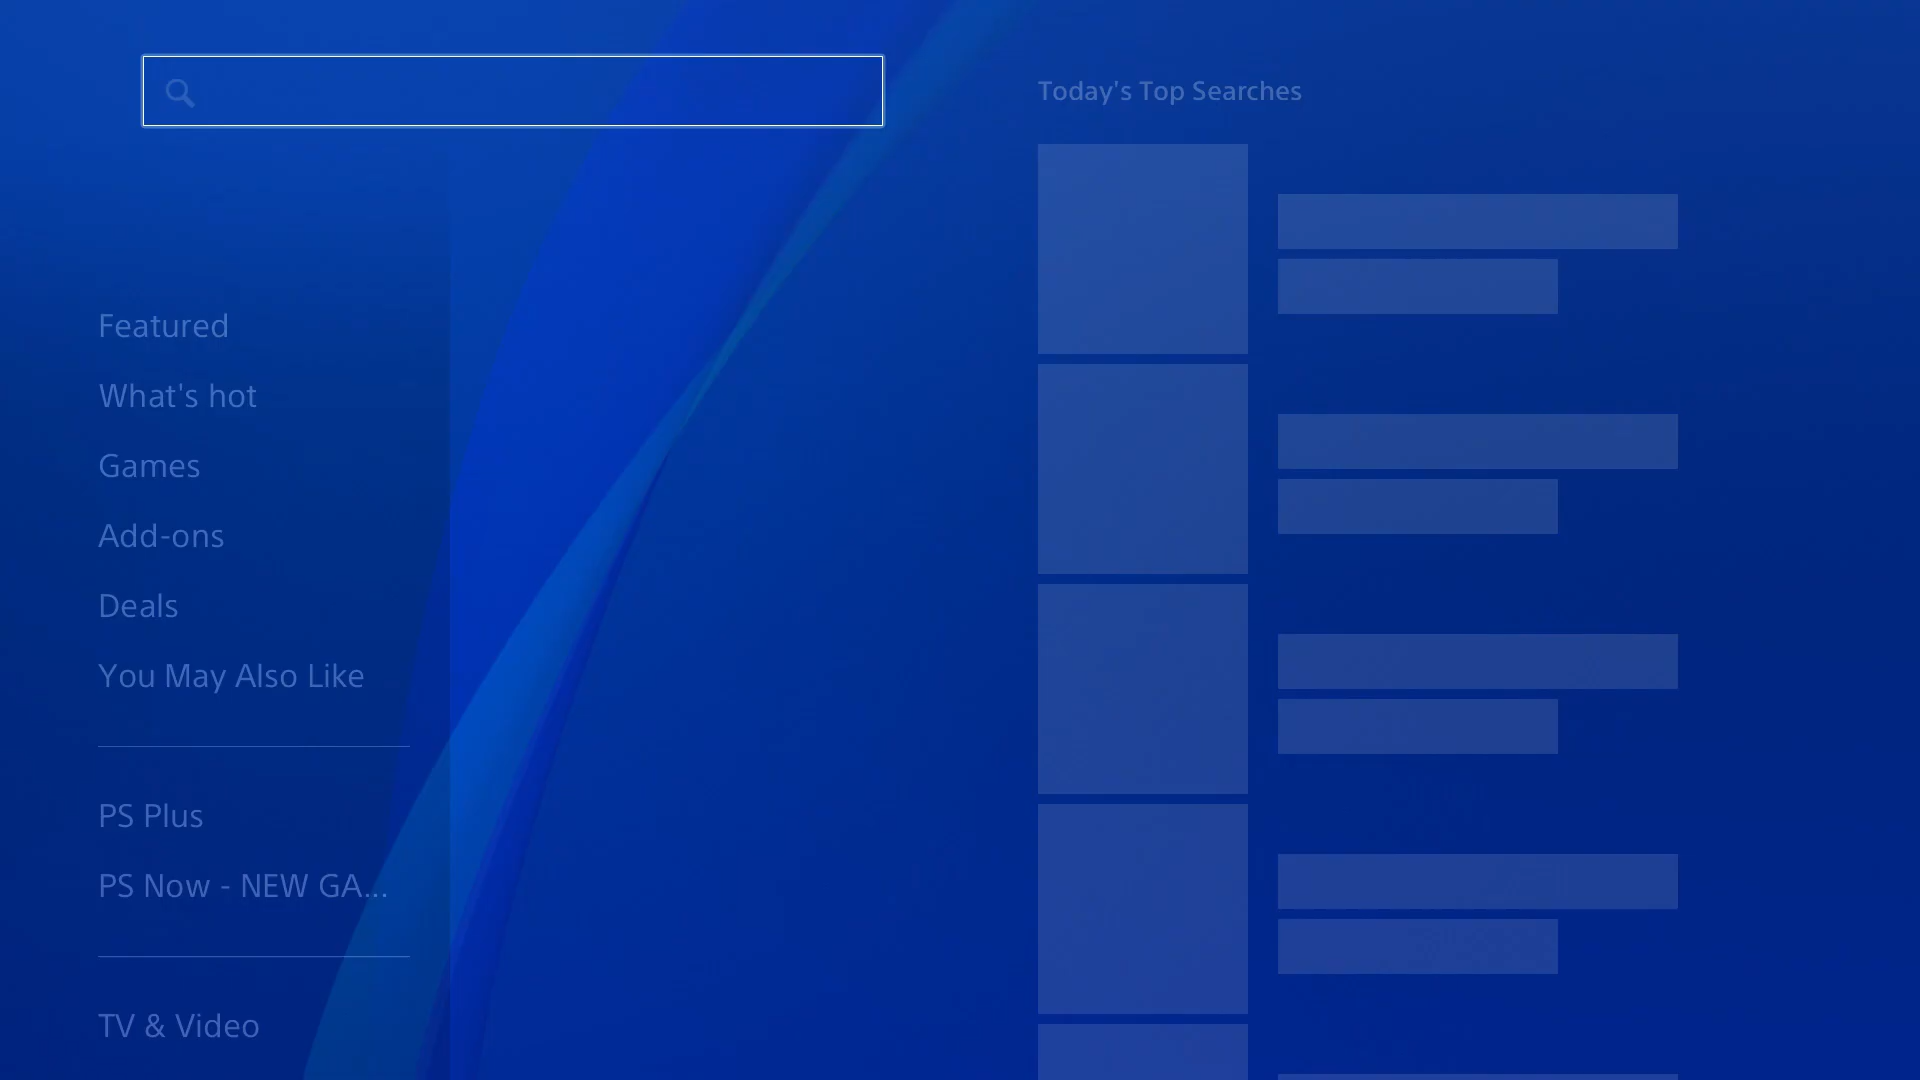 Today's Top Searches
Featured
What's hot
Games
Add-ons
Deals
You May Also Like
PS Plus
PS Now - NEW GA...
TV & Video